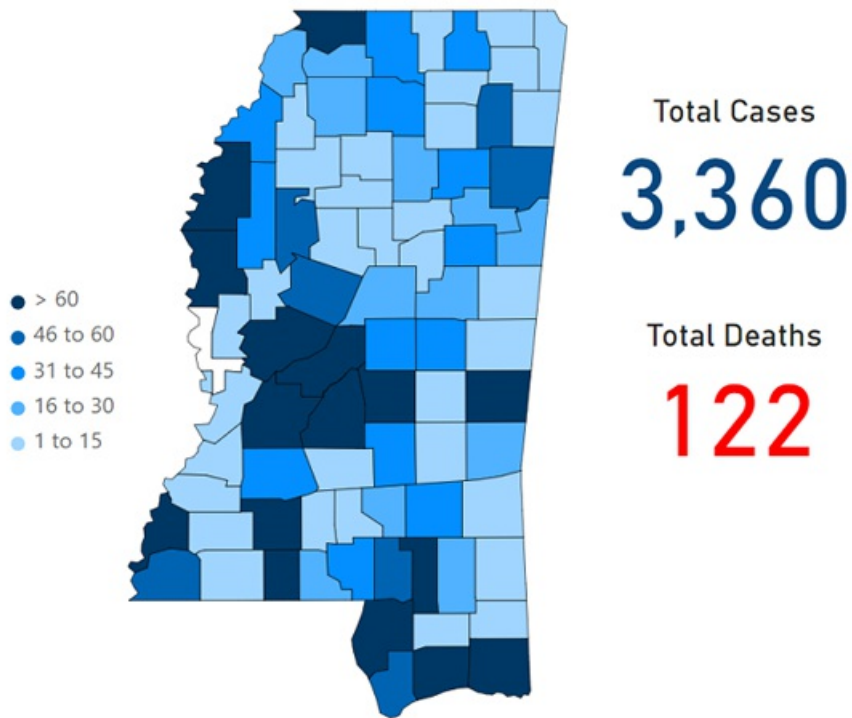 Total Cases
3,360
> 60
46 to 60
31 to 45
16 to 30
1 to 15
Total Deaths
122